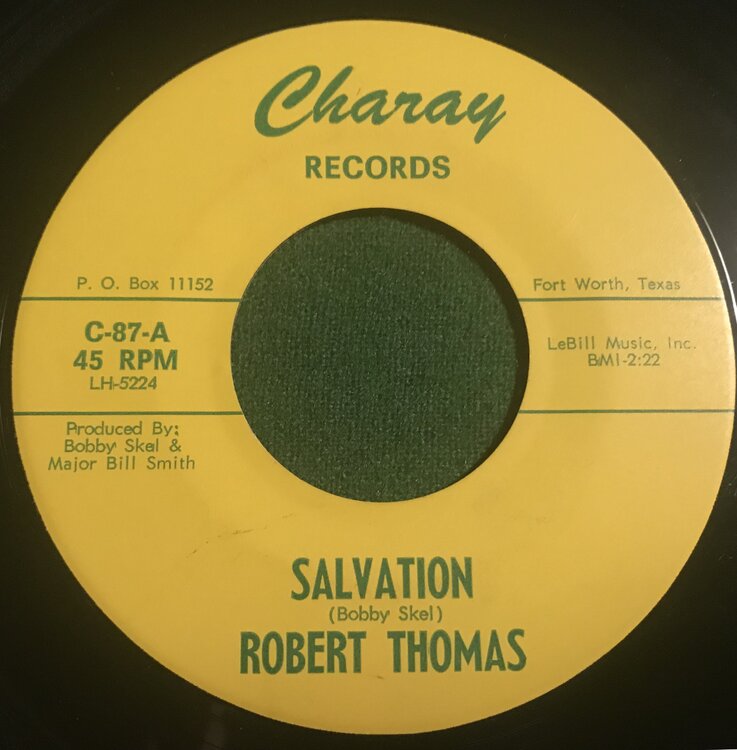 Charay
RECORDS
P. O. Box 11152
Fort Worth, Texas
C-87-A
45 RPM
LH-5224
LeBill Music, Inc.
BMI-2:22
Produced By:
Bobby Skel &
Major Bill Smith
SALVATION
(Bobby Skel)
ROBERT THOMAS